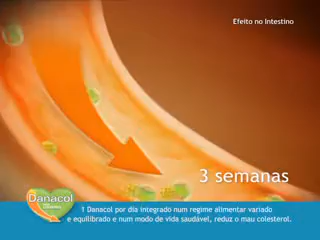 Efeito no Intestino
3 semanas
Danacol
1 Danacol por dia integrado num regime alimentar variado
e equilibrado e num modo de vida saudável, reduz o mau colesterol.